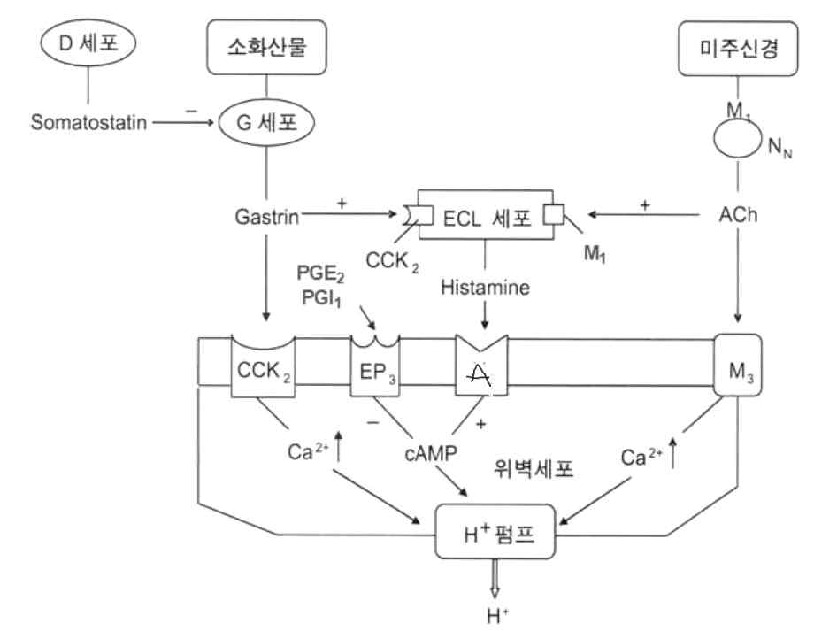 D 세포
소화산물
미주신경
Somatostatin
−
G 세포
M₁
N_N
Gastrin
+
ECL 세포
+
ACh
CCK₂
M₁
PGE₂
PGI₁
Histamine
CCK₂
EP₃
A
M₃
Ca²⁺↑
−
+
cAMP
위벽세포
Ca²⁺↑
H⁺펌프
H⁺